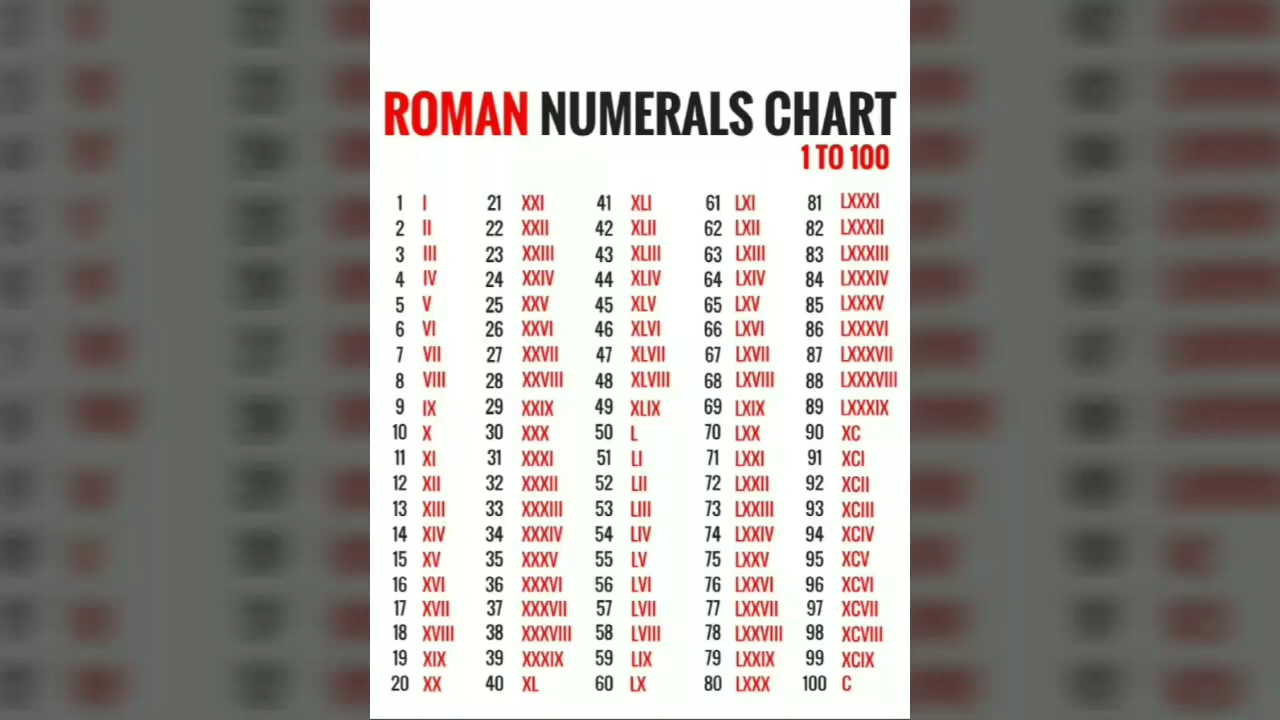 ROMAN NUMERALS CHART
1 TO 100
1 I 21 XXI 41 XLI 61 LXI 81 LXXXI
2 II 22 XXII 42 XLII 62 LXII 82 LXXXII
3 III 23 XXIII 43 XLIII 63 LXIII 83 LXXXIII
4 IV 24 XXIV 44 XLIV 64 LXIV 84 LXXXIV
5 V 25 XXV 45 XLV 65 LXV 85 LXXXV
6 VI 26 XXVI 46 XLVI 66 LXVI 86 LXXXVI
7 VII 27 XXVII 47 XLVII 67 LXVII 87 LXXXVII
8 VIII 28 XXVIII 48 XLVIII 68 LXVIII 88 LXXXVIII
9 IX 29 XXIX 49 XLIX 69 LXIX 89 LXXXIX
10 X 30 XXX 50 L 70 LXX 90 XC
11 XI 31 XXXI 51 LI 71 LXXI 91 XCI
12 XII 32 XXXII 52 LII 72 LXXII 92 XCII
13 XIII 33 XXXIII 53 LIII 73 LXXIII 93 XCIII
14 XIV 34 XXXIV 54 LIV 74 LXXIV 94 XCIV
15 XV 35 XXXV 55 LV 75 LXXV 95 XCV
16 XVI 36 XXXVI 56 LVI 76 LXXVI 96 XCVI
17 XVII 37 XXXVII 57 LVII 77 LXXVII 97 XCVII
18 XVIII 38 XXXVIII 58 LVIII 78 LXXVIII 98 XCVIII
19 XIX 39 XXXIX 59 LIX 79 LXXIX 99 XCIX
20 XX 40 XL 60 LX 80 LXXX 100 C